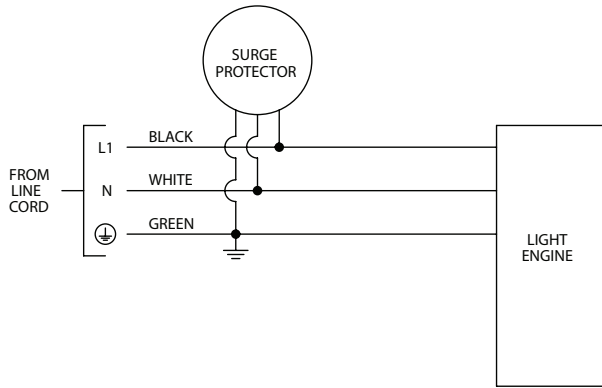 SURGE
PROTECTOR
L1
BLACK
FROM
LINE
CORD
N
WHITE
GREEN
LIGHT
ENGINE